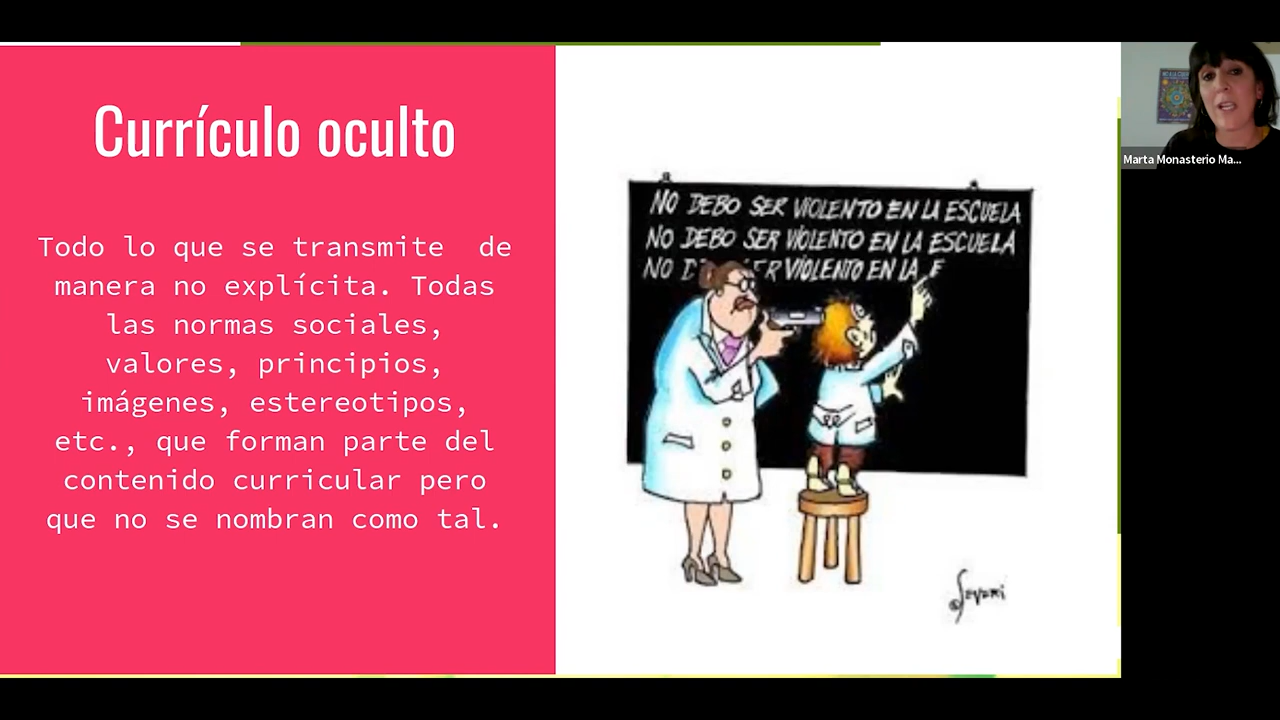 Currículo oculto
Todo lo que se transmite de
manera no explícita. Todas
las normas sociales,
valores, principios,
imágenes, estereotipos,
etc., que forman parte del
contenido curricular pero
que no se nombran como tal.
NO DEBO SER VIOLENTO EN LA ESCUELA
NO DEBO SER VIOLENTO EN LA ESCUELA
NO D ER VIOLENTO EN LA E
Severi
Marta Monasterio Ma...